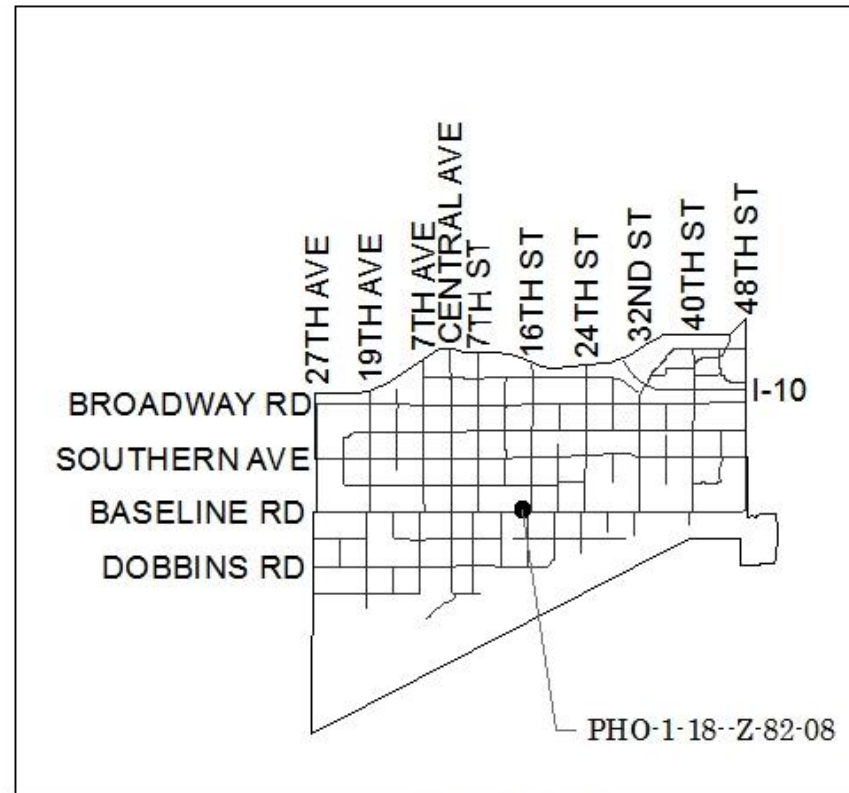 27TH AVE
19TH AVE
7TH AVE
CENTRAL AVE
7TH ST
16TH ST
24TH ST
32ND ST
40TH ST
48TH ST
BROADWAY RD
I-10
SOUTHERN AVE
BASELINE RD
DOBBINS RD
PHO-1-18--Z-82-08